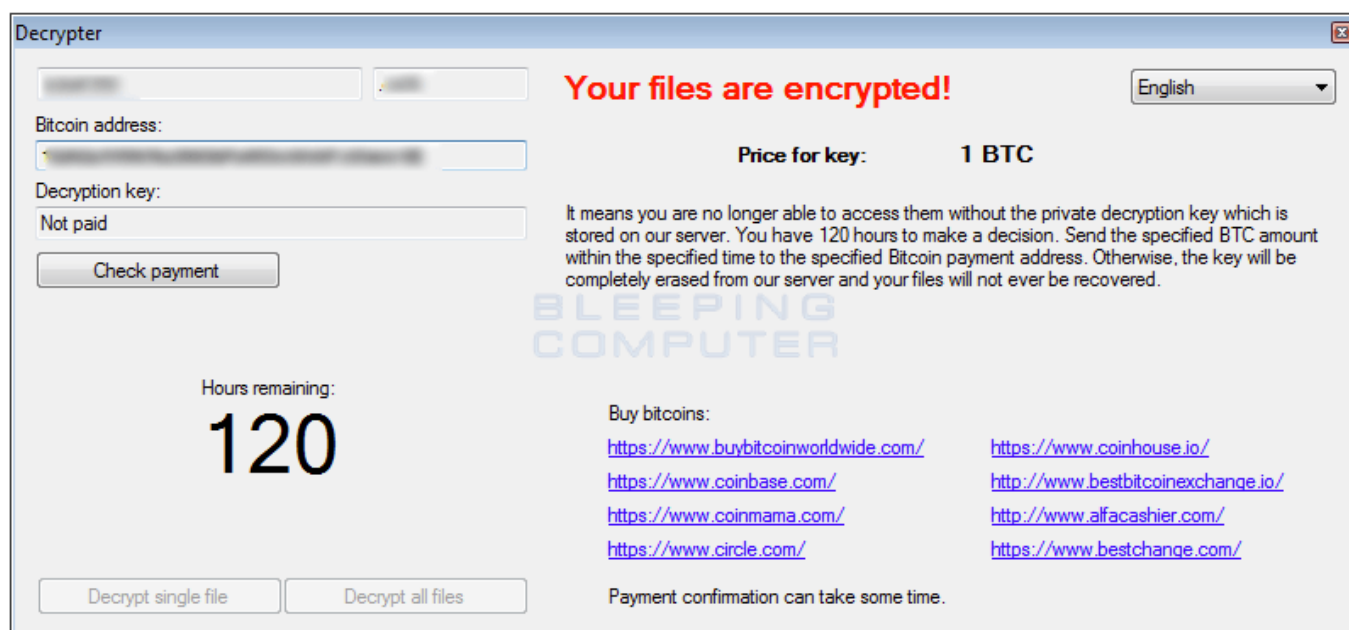 Decrypter
Your files are encrypted!
English
Bitcoin address:
Price for key: 1 BTC
Decryption key:
Not paid
Check payment
It means you are no longer able to access them without the private decryption key which is
stored on our server. You have 120 hours to make a decision. Send the specified BTC amount
within the specified time to the specified Bitcoin payment address. Otherwise, the key will be
completely erased from our server and your files will not ever be recovered.
BLEEPING
COMPUTER
Hours remaining:
120
Buy bitcoins:
https://www.buybitcoinworldwide.com/ https://www.coinhouse.io/
https://www.coinbase.com/ http://www.bestbitcoinexchange.io/
https://www.coinmama.com/ http://www.alfacashier.com/
https://www.circle.com/ https://www.bestchange.com/
Decrypt single file Decrypt all files
Payment confirmation can take some time.